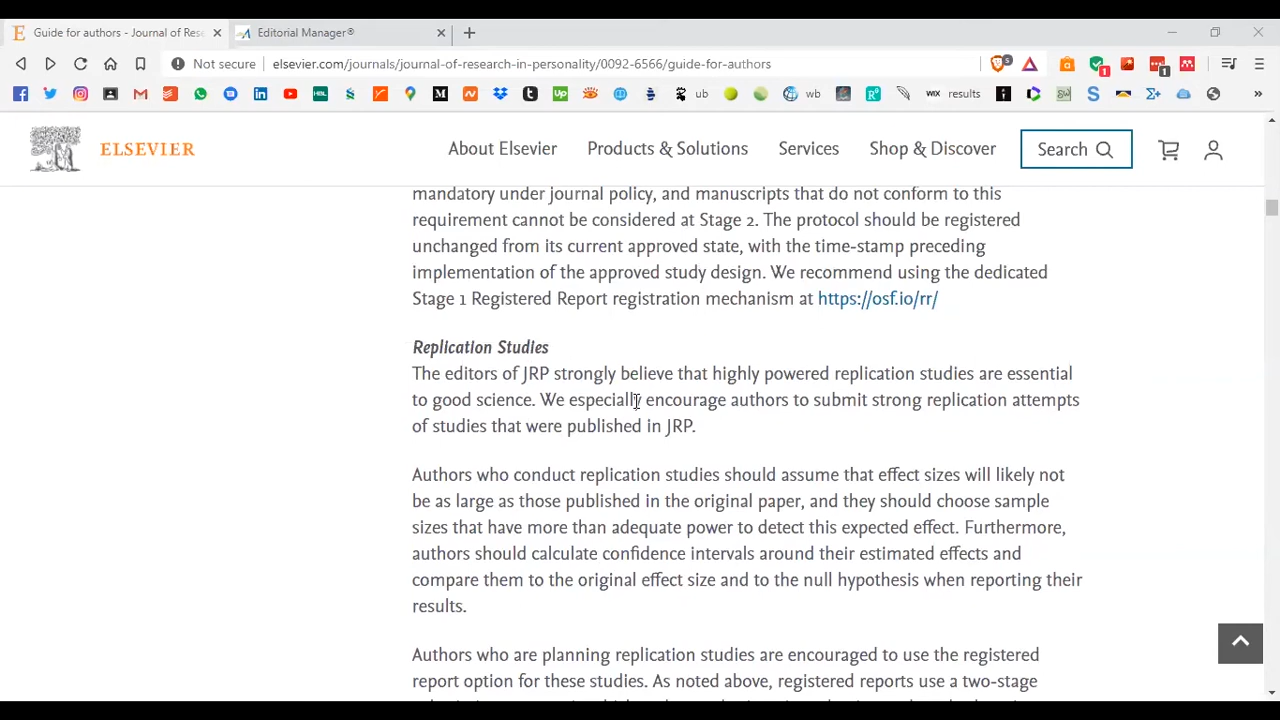 Guide for authors - Journal of Rese
Editorial Manager®
Not secure
elsevier.com/journals/journal-of-research-in-personality/0092-6566/guide-for-authors
5
1
1
HBL
M
t
Up
ub
wb
WIX results
S
Σ+
»
ELSEVIER
About Elsevier
Products & Solutions
Services
Shop & Discover
Search
mandatory under journal policy, and manuscripts that do not conform to this
requirement cannot be considered at Stage 2. The protocol should be registered
unchanged from its current approved state, with the time-stamp preceding
implementation of the approved study design. We recommend using the dedicated
Stage 1 Registered Report registration mechanism at https://osf.io/rr/
Replication Studies
The editors of JRP strongly believe that highly powered replication studies are essential
to good science. We especially encourage authors to submit strong replication attempts
of studies that were published in JRP.
Authors who conduct replication studies should assume that effect sizes will likely not
be as large as those published in the original paper, and they should choose sample
sizes that have more than adequate power to detect this expected effect. Furthermore,
authors should calculate confidence intervals around their estimated effects and
compare them to the original effect size and to the null hypothesis when reporting their
results.
Authors who are planning replication studies are encouraged to use the registered
report option for these studies. As noted above, registered reports use a two-stage